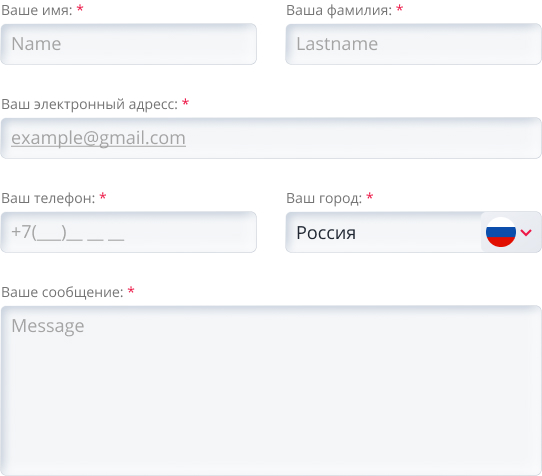 Ваше имя: *
Ваша фамилия: *
Name
Lastname
Ваш электронный адресс: *
example@gmail.com
Ваш телефон: *
Ваш город: *
+7(___)__ __ __
Россия
Ваше сообщение: *
Message